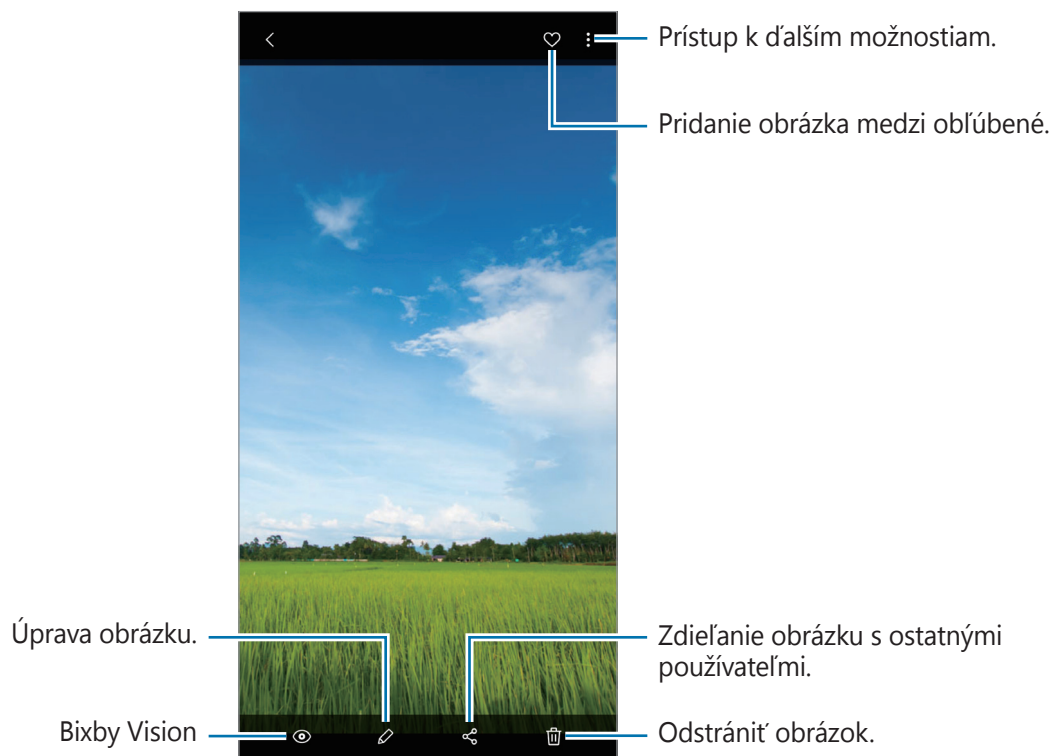 Prístup k ďalším možnostiam.
Pridanie obrázka medzi obľúbené.
Úprava obrázku.
Zdieľanie obrázku s ostatnými
používateľmi.
Bixby Vision
Odstrániť obrázok.